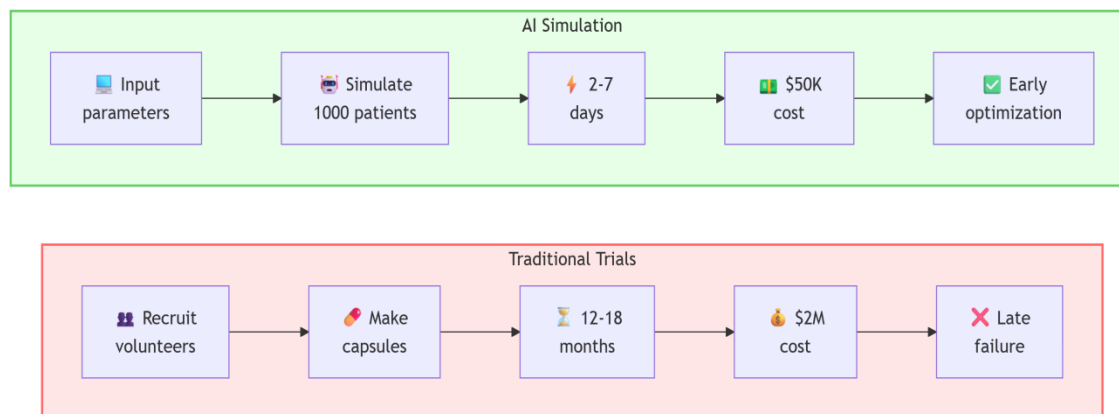 AI Simulation
💻 Input
parameters
🤖 Simulate
1000 patients
⚡ 2-7
days
💵 $50K
cost
✅ Early
optimization
Traditional Trials
👥 Recruit
volunteers
💊 Make
capsules
⏳ 12-18
months
💰 $2M
cost
❌ Late
failure